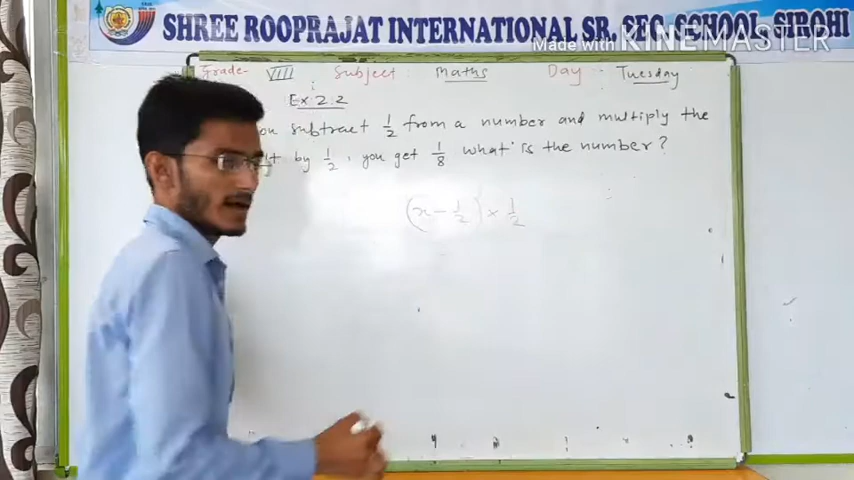 SHREE ROOPRAJAT INTERNATIONAL SR. SEC. SCHOOL SIROHI
Made with KINEMASTER
Grade- VIII Subject :- Maths Day :- Tuesday
Ex:2.2
you subtract 1/2 from a number and multiply the
by 1/2, you get 1/8 what is the number?
(x - 1/2) × 1/2